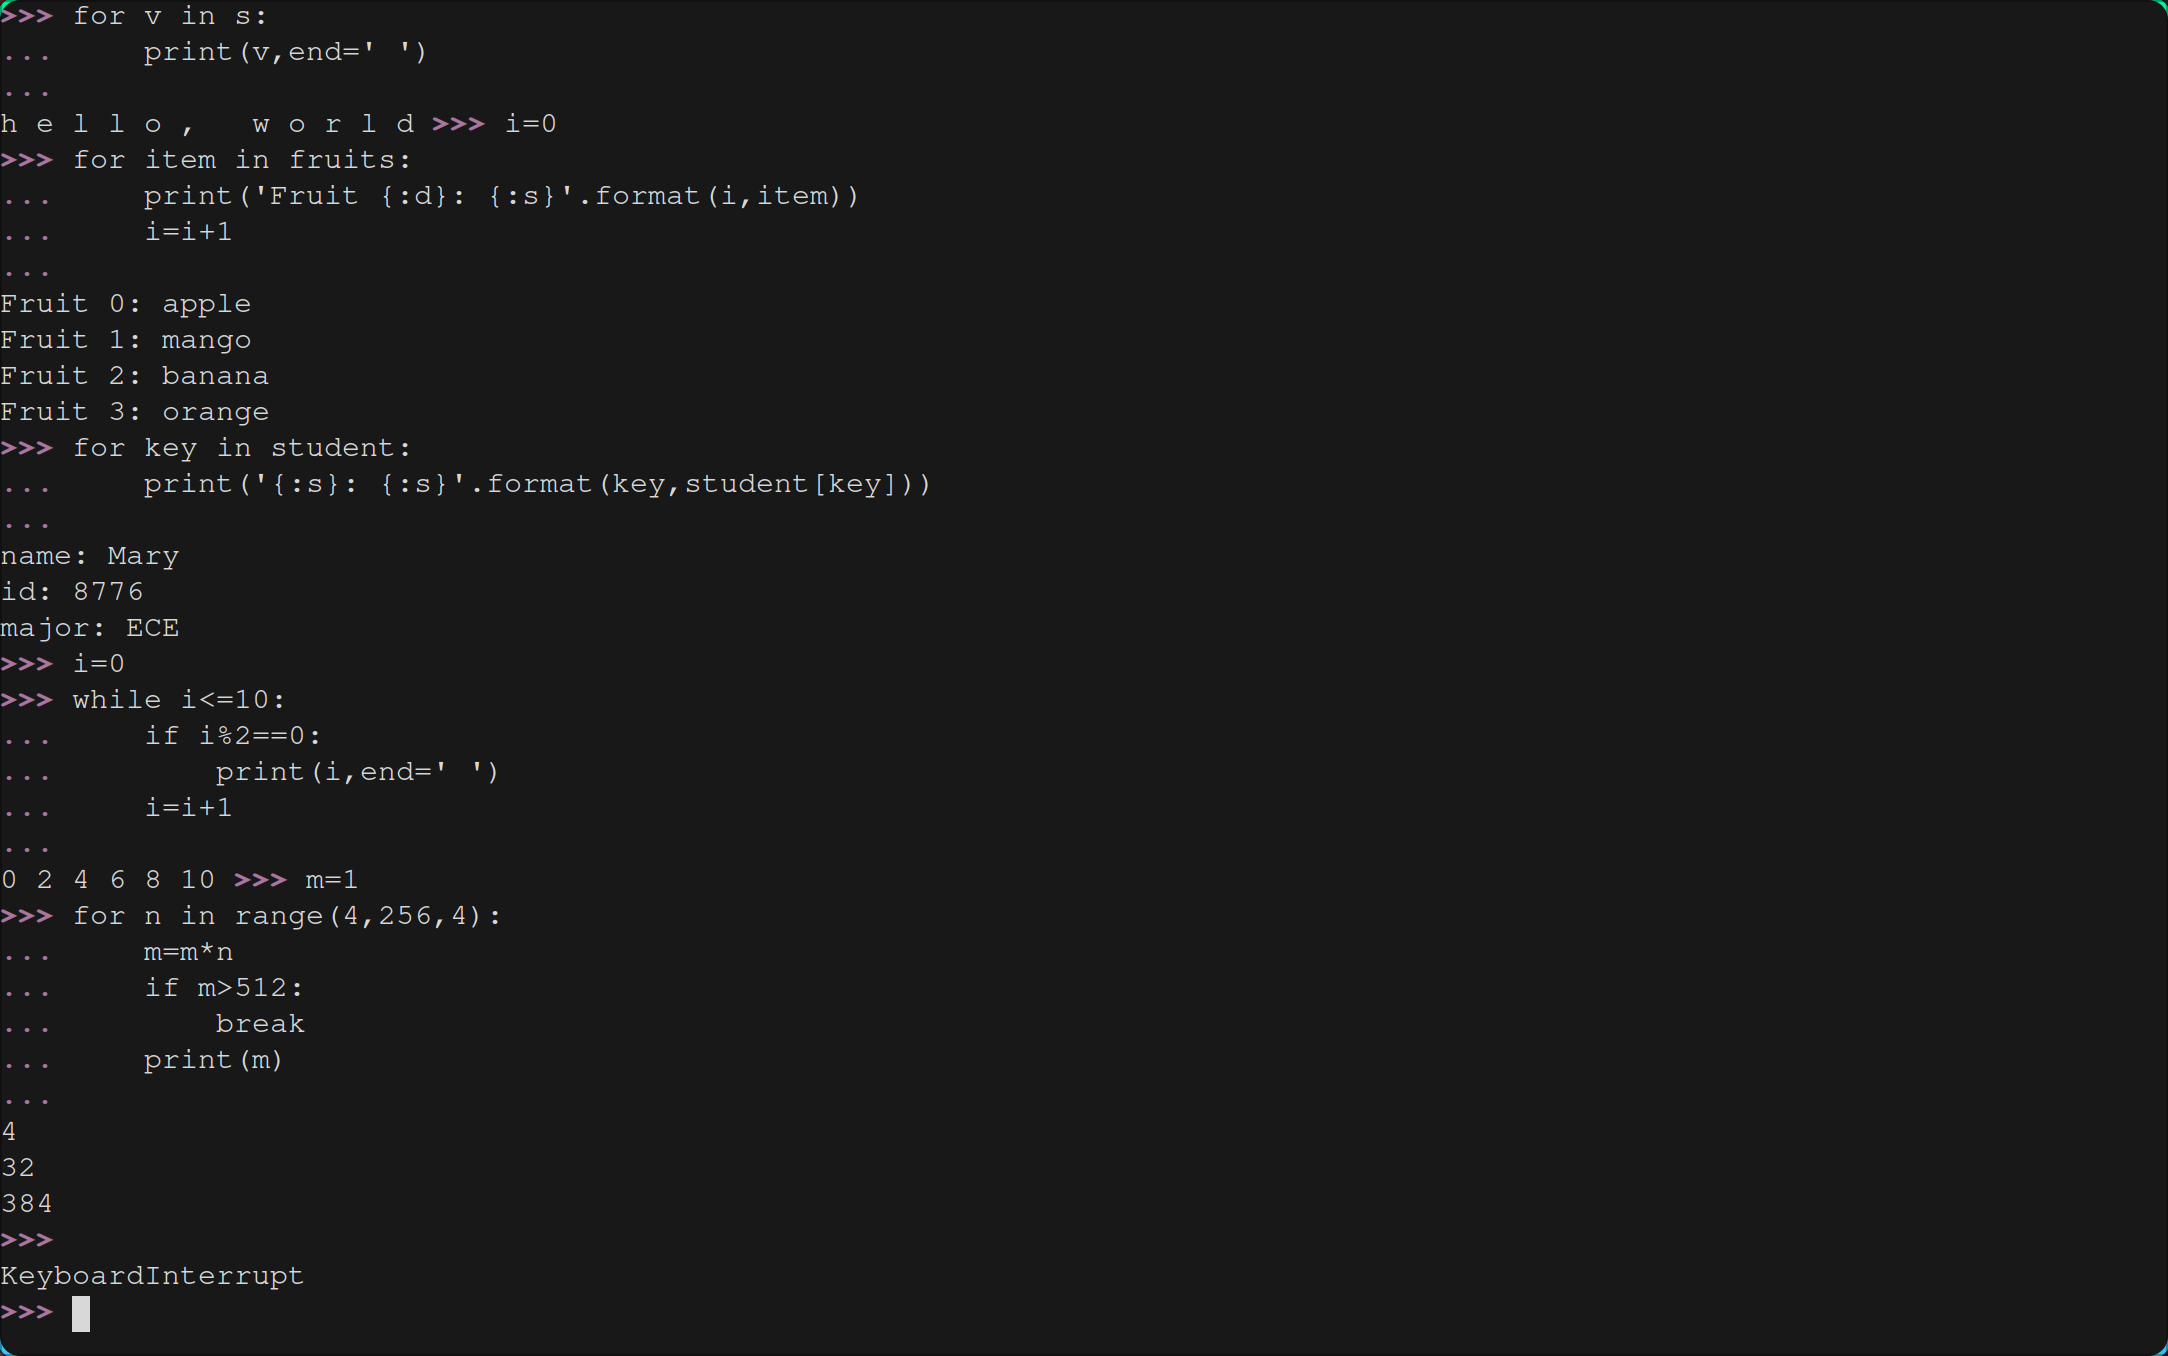 >>> for v in s:
...     print(v,end=' ')
...
h e l l o ,   w o r l d >>> i=0
>>> for item in fruits:
...     print('Fruit {:d}: {:s}'.format(i,item))
...     i=i+1
...
Fruit 0: apple
Fruit 1: mango
Fruit 2: banana
Fruit 3: orange
>>> for key in student:
...     print('{:s}: {:s}'.format(key,student[key]))
...
name: Mary
id: 8776
major: ECE
>>> i=0
>>> while i<=10:
...     if i%2==0:
...         print(i,end=' ')
...     i=i+1
...
0 2 4 6 8 10 >>> m=1
>>> for n in range(4,256,4):
...     m=m*n
...     if m>512:
...         break
...     print(m)
...
4
32
384
>>>
KeyboardInterrupt
>>>